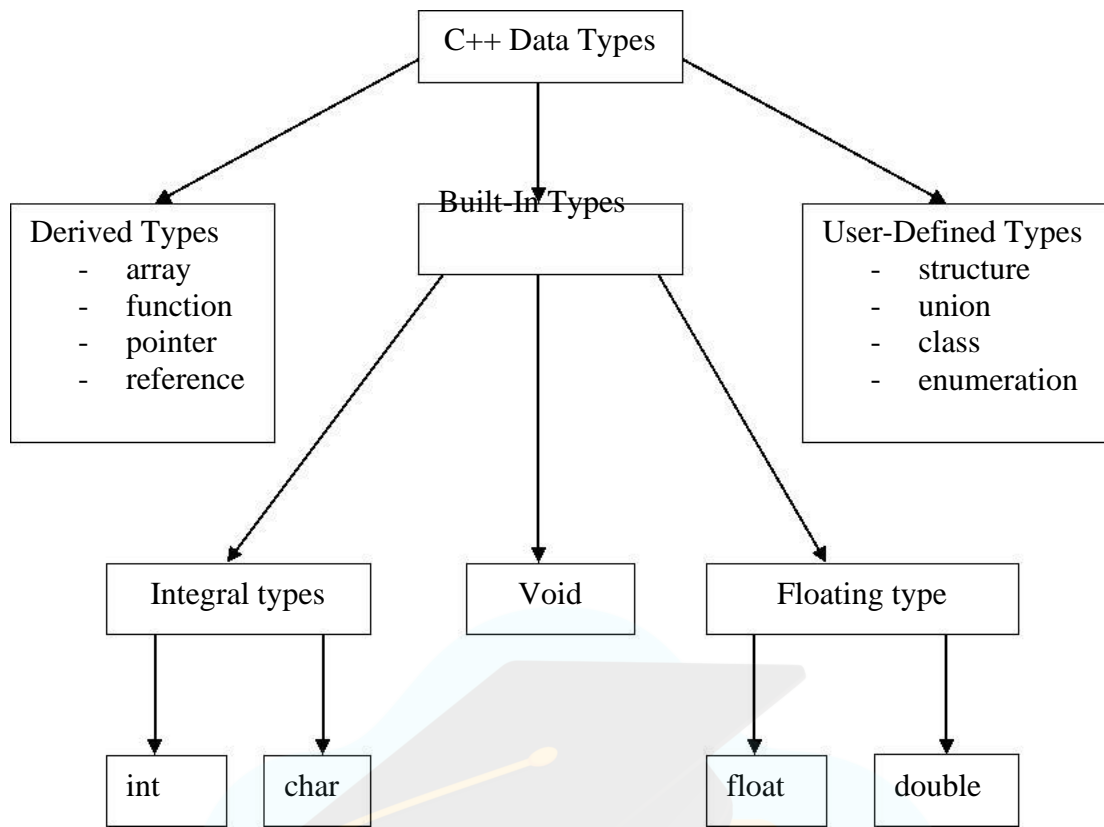 C++ Data Types
Built-In Types
Derived Types
- array
- function
- pointer
- reference
User-Defined Types
- structure
- union
- class
- enumeration
Integral types
Void
Floating type
int
char
float
double